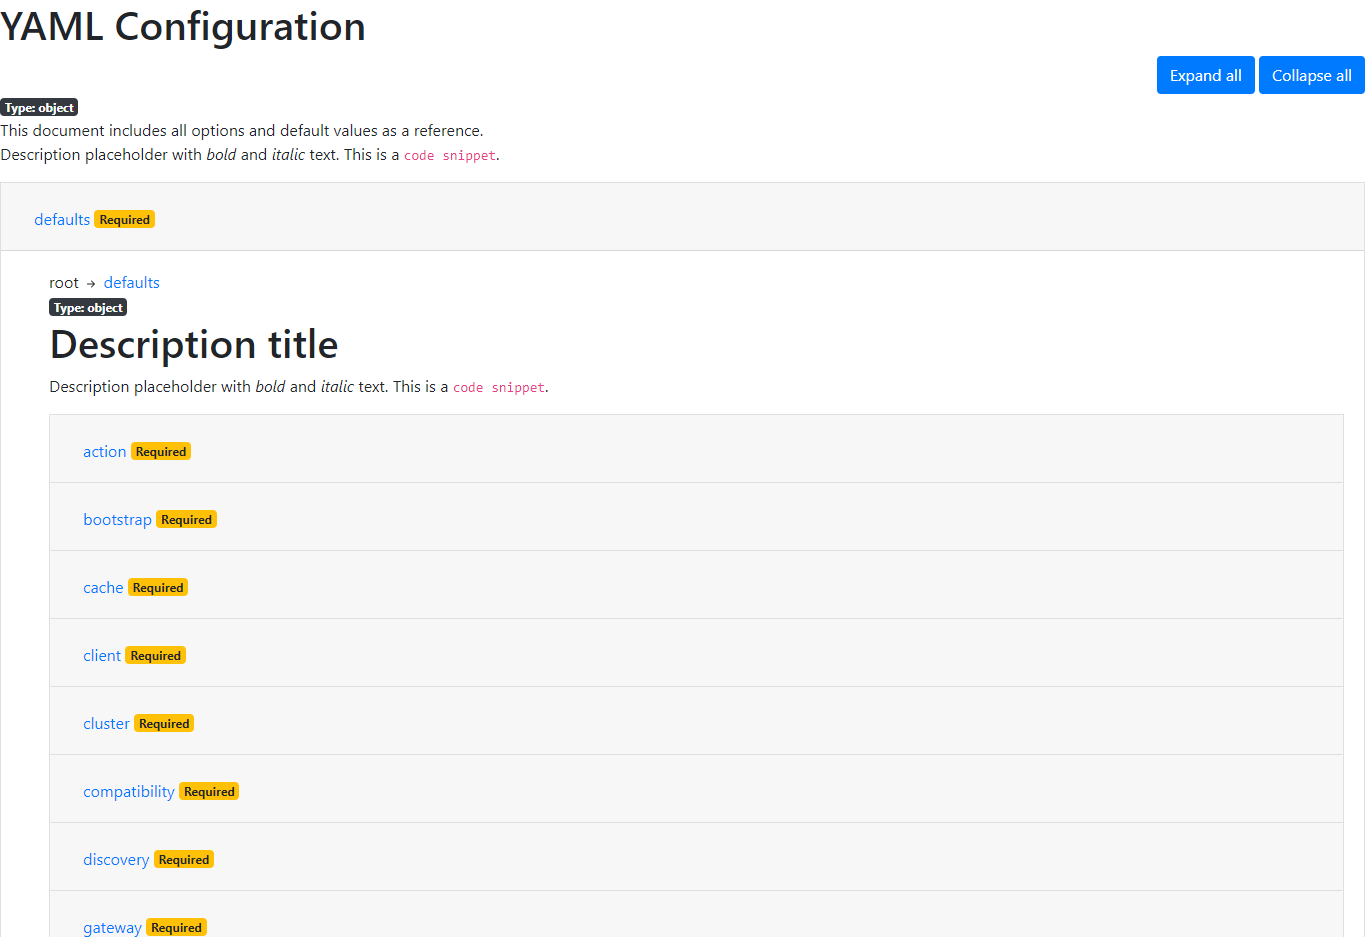 YAML Configuration
Expand all Collapse all
Type: object
This document includes all options and default values as a reference.
Description placeholder with bold and italic text. This is a code snippet.
defaults Required
root → defaults
Type: object
Description title
Description placeholder with bold and italic text. This is a code snippet.
action Required
bootstrap Required
cache Required
client Required
cluster Required
compatibility Required
discovery Required
gateway Required